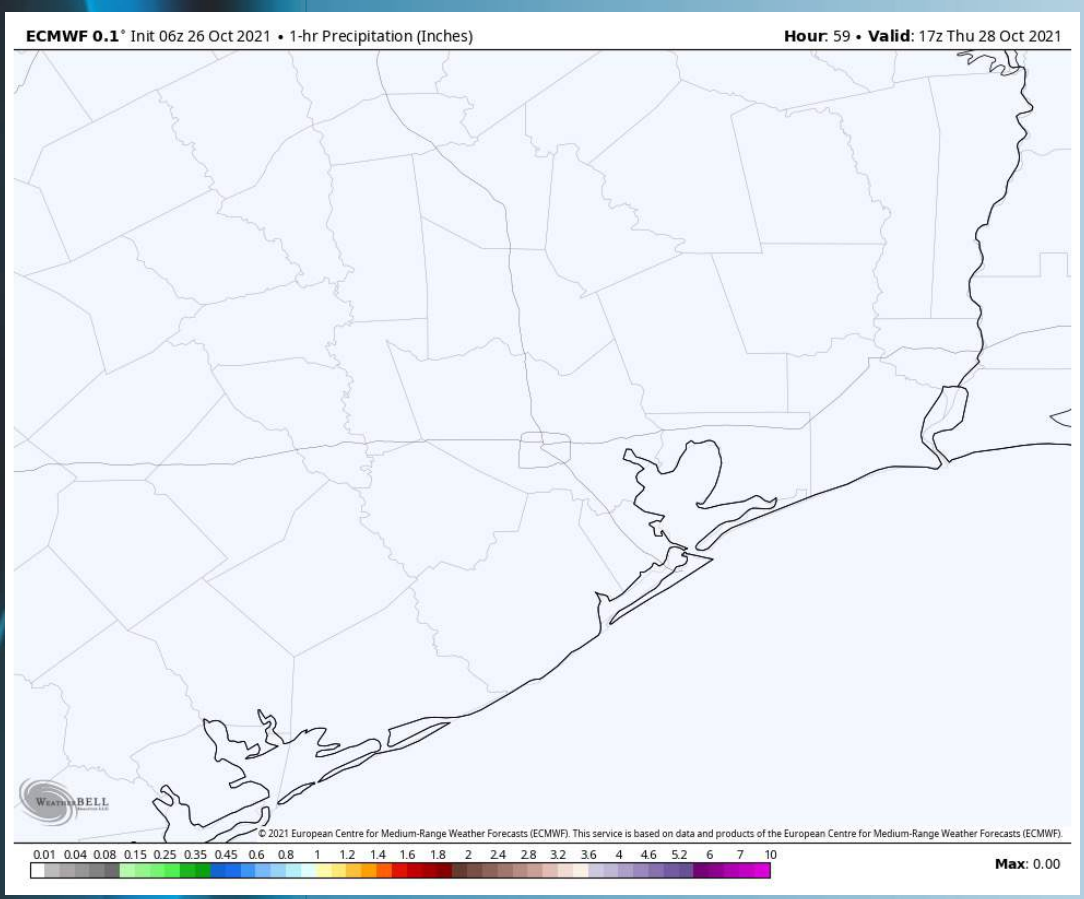 ECMWF 0.1° Init 06z 26 Oct 2021 • 1-hr Precipitation (Inches) Hour: 59 • Valid: 17z Thu 28 Oct 2021
WEATHERBELL
© 2021 European Centre for Medium-Range Weather Forecasts (ECMWF). This service is based on data and products of the European Centre for Medium-Range Weather Forecasts (ECMWF).
0.01 0.04 0.08 0.15 0.25 0.35 0.45 0.6 0.8 1 1.2 1.4 1.6 1.8 2 2.4 2.8 3.2 3.6 4 4.6 5.2 6 7 10 Max: 0.00